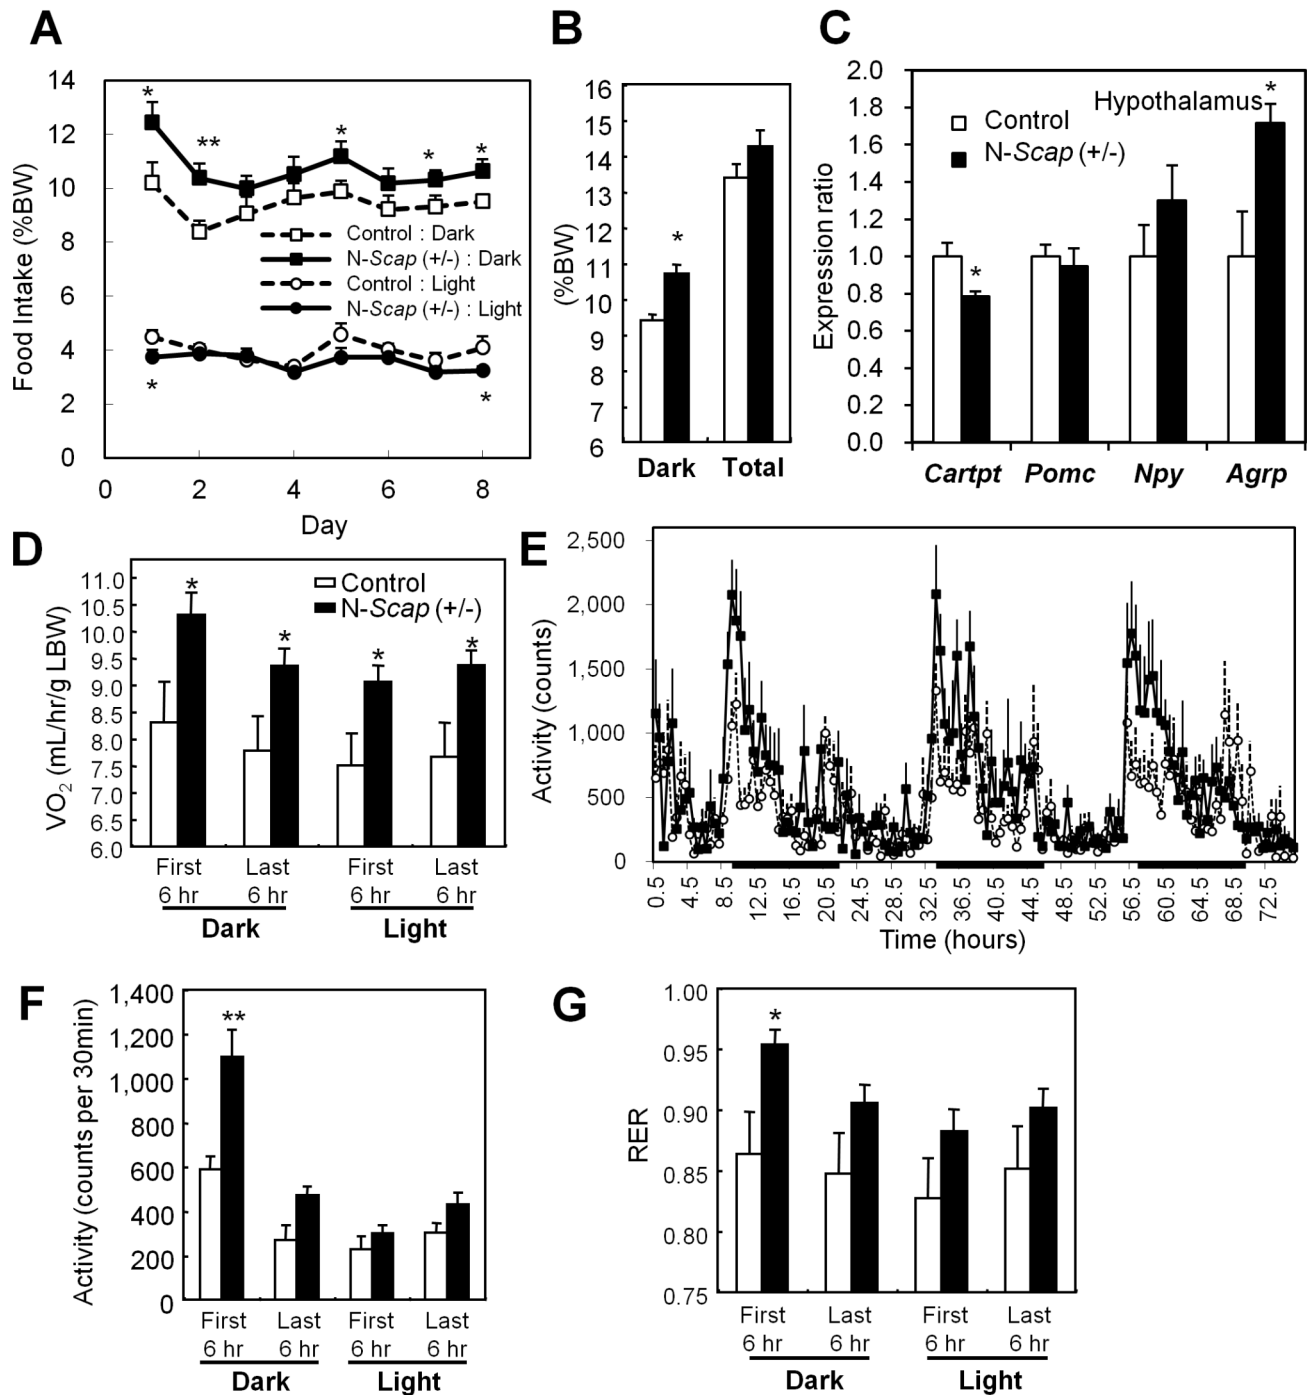 A
Food Intake (%BW)
14
12
10
8
6
4
2
0
*
**
*
*
*
Control : Dark
N-Scap (+/-) : Dark
Control : Light
N-Scap (+/-) : Light
*
*
0 2 4 6 8
Day
B
(%BW)
16
15
14
13
12
11
10
9
8
7
6
*
Dark Total
C
Expression ratio
2.0
1.8
1.6
1.4
1.2
1.0
0.8
0.6
0.4
0.2
0.0
Hypothalamus
Control
N-Scap (+/-)
*
*
Cartpt Pomc Npy Agrp
D
VO2 (mL/hr/g LBW)
11.0
10.5
10.0
9.5
9.0
8.5
8.0
7.5
7.0
6.5
6.0
Control
N-Scap (+/-)
*
*
*
*
First Last First Last
6 hr 6 hr 6 hr 6 hr
Dark Light
E
Activity (counts)
2,500
2,000
1,500
1,000
500
0
0.5 4.5 8.5 12.5 16.5 20.5 24.5 28.5 32.5 36.5 40.5 44.5 48.5 52.5 56.5 60.5 64.5 68.5 72.5
Time (hours)
F
Activity (counts per 30min)
1,400
1,200
1,000
800
600
400
200
0
**
First Last First Last
6 hr 6 hr 6 hr 6 hr
Dark Light
G
RER
1.00
0.95
0.90
0.85
0.80
0.75
*
First Last First Last
6 hr 6 hr 6 hr 6 hr
Dark Light